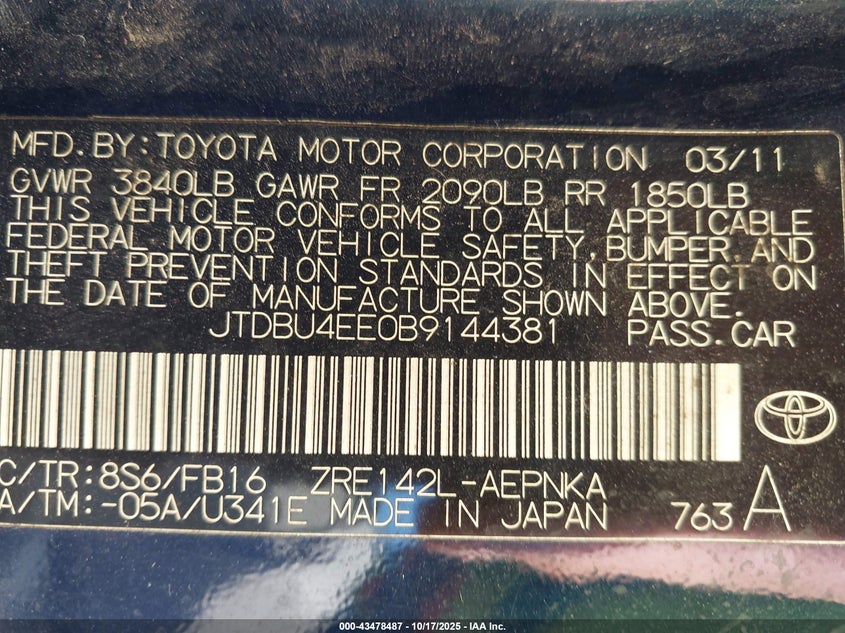 MFD.BY:TOYOTA MOTOR CORPORATION 03/11
GVWR 3840LB GAWR FR 2090LB RR 1850LB
THIS VEHICLE CONFORMS TO ALL APPLICABLE
FEDERAL MOTOR VEHICLE SAFETY,BUMPER,AND
THEFT PREVENTION STANDARDS IN EFFECT ON
THE DATE OF MANUFACTURE SHOWN ABOVE.
JTDBU4EE0B9144381 PASS.CAR
C/TR:8S6/FB16 ZRE142L-AEPNKA
A/TM:-05A/U341E MADE IN JAPAN 763 A
000-43478487 - 10/17/2025 - IAA Inc.